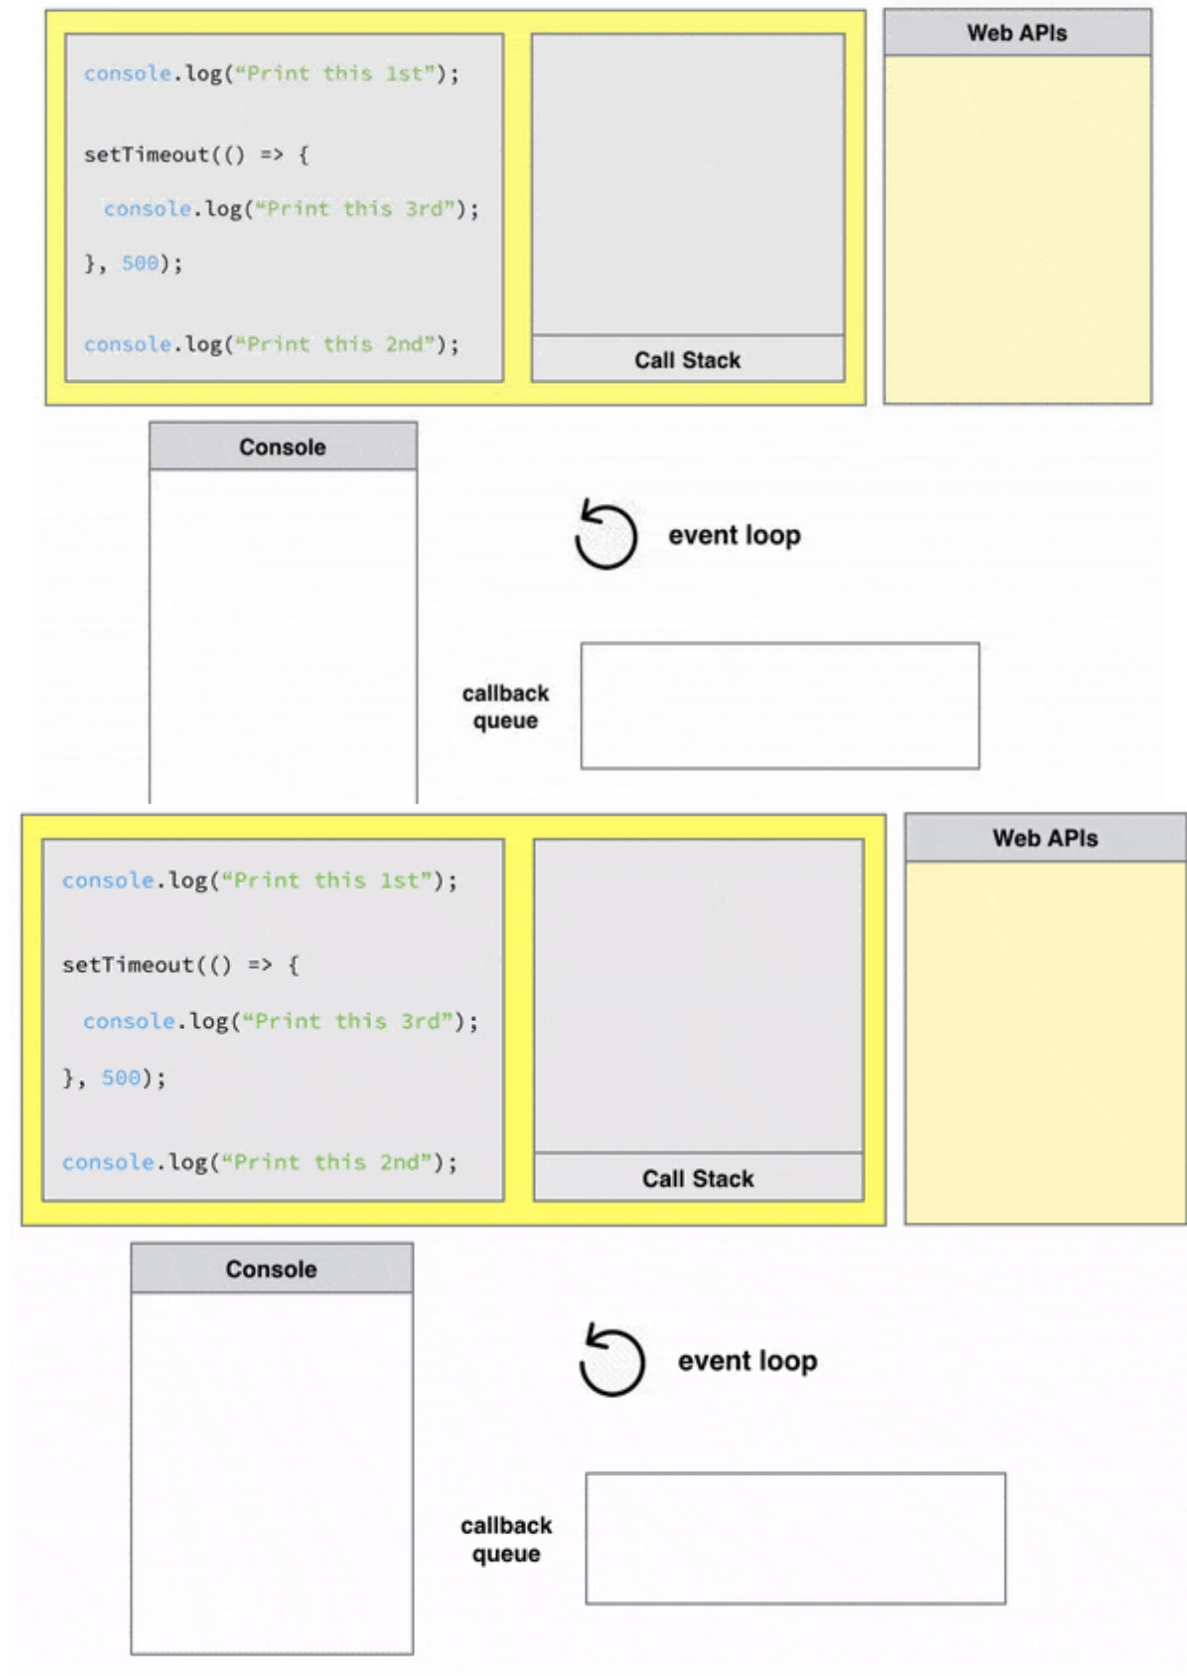 console.log(“Print this 1st”);
setTimeout(() => {
console.log(“Print this 3rd”);
}, 500);
console.log(“Print this 2nd”);
Call Stack
Web APIs
Console
event loop
callback
queue
console.log(“Print this 1st”);
setTimeout(() => {
console.log(“Print this 3rd”);
}, 500);
console.log(“Print this 2nd”);
Call Stack
Web APIs
Console
event loop
callback
queue